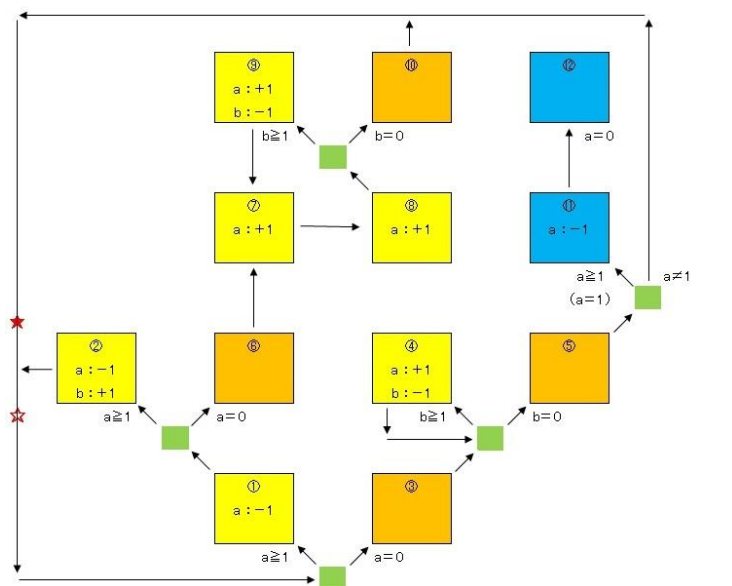 ⑨
a：+1
b：-1
⑩
⑫
b≧1
b=0
a=0
⑦
a：+1
⑧
a：+1
⑪
a：-1
a≧1
(a=1)
a≠1
②
a：-1
b：+1
⑥
④
a：+1
b：-1
⑤
a≧1
a=0
b≧1
b=0
①
a：-1
③
a≧1
a=0